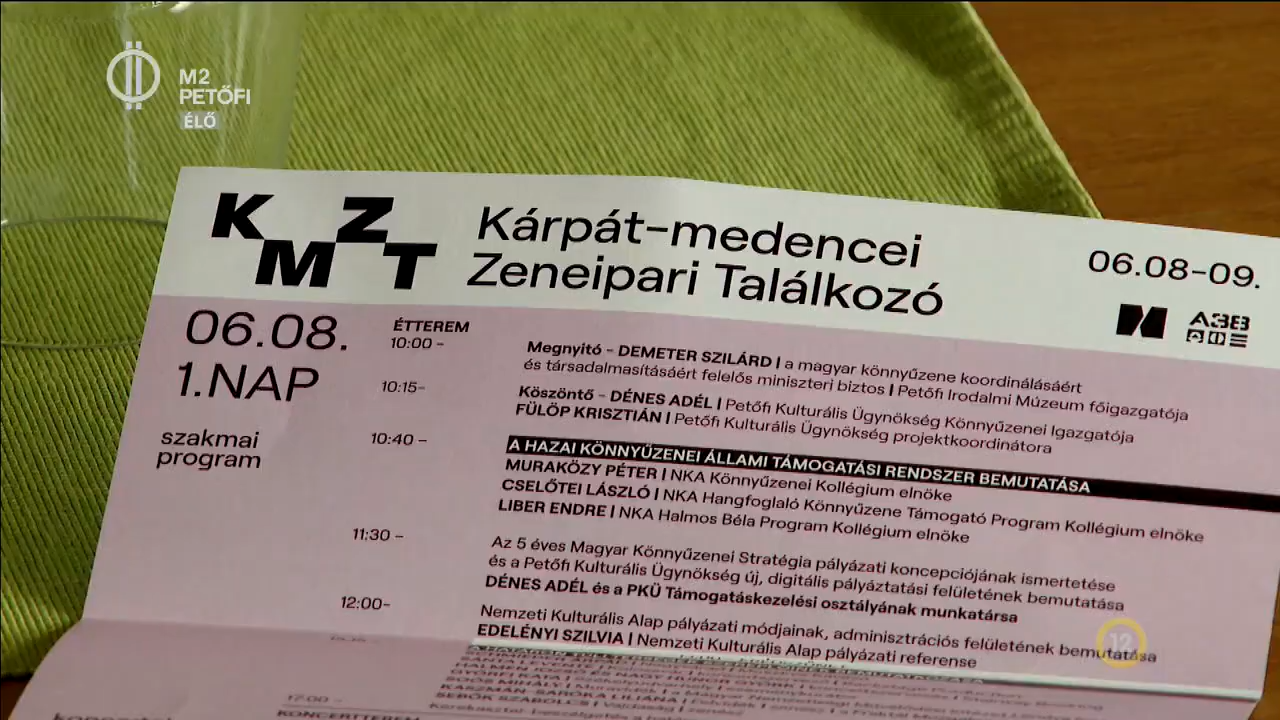 M2
PETŐFI
ÉLŐ
KMZT
Kárpát-medencei
Zeneipari Találkozó
06.08-09.
A38
06.08.
1.NAP
szakmai
program
ÉTTEREM
10:00 –
Megnyitó – DEMETER SZILÁRD | a magyar könnyűzene koordinálásáért
és társadalmasításáért felelős miniszteri biztos | Petőfi Irodalmi Múzeum főigazgatója
10:15–
Köszöntő – DÉNES ADÉL | Petőfi Kulturális Ügynökség Könnyűzenei Igazgatója
FÜLÖP KRISZTIÁN | Petőfi Kulturális Ügynökség projektkoordinátora
10:40 –
A HAZAI KÖNNYŰZENEI ÁLLAMI TÁMOGATÁSI RENDSZER BEMUTATÁSA
MURAKÖZY PÉTER | NKA Könnyűzenei Kollégium elnöke
CSELŐTEI LÁSZLÓ | NKA Hangfoglaló Könnyűzene Támogató Program Kollégium elnöke
LIBER ENDRE | NKA Halmos Béla Program Kollégium elnöke
11:30 –
Az 5 éves Magyar Könnyűzenei Stratégia pályázati koncepciójának ismertetése
és a Petőfi Kulturális Ügynökség új, digitális pályáztatási felületének bemutatása
DÉNES ADÉL és a PKÜ Támogatáskezelési osztályának munkatársa
12:00–
Nemzeti Kulturális Alap pályázati módjainak, adminisztrációs felületének bemutatása
EDELÉNYI SZILVIA | Nemzeti Kulturális Alap pályázati referense
12
17:00 –
KONCERTTEREM